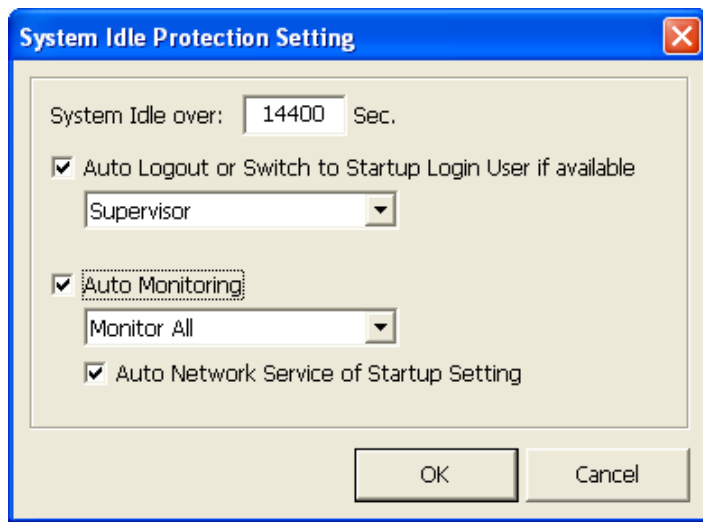 System Idle Protection Setting
System Idle over: 14400 Sec.
Auto Logout or Switch to Startup Login User if available
Supervisor
Auto Monitoring
Monitor All
Auto Network Service of Startup Setting
OK Cancel